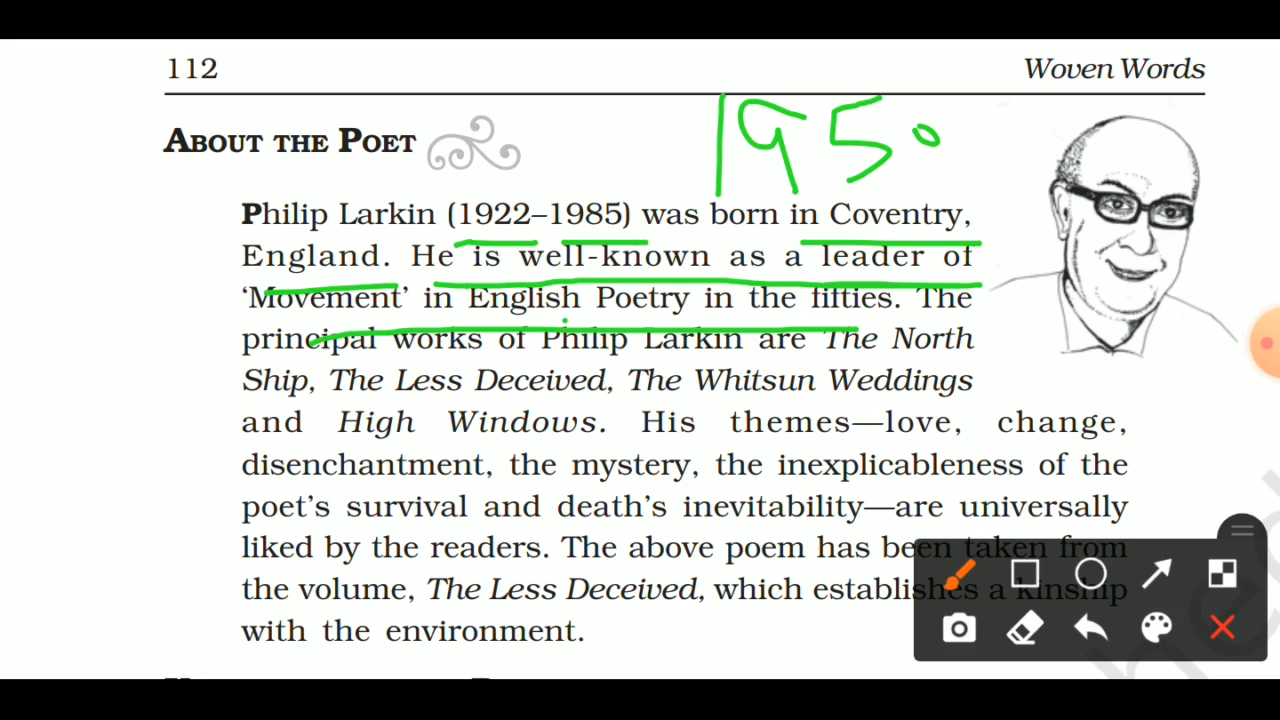 112
Woven Words
ABOUT THE POET
195°
Philip Larkin (1922–1985) was born in Coventry,
England. He is well-known as a leader of
‘Movement’ in English Poetry in the fifties. The
principal works of Philip Larkin are The North
Ship, The Less Deceived, The Whitsun Weddings
and High Windows. His themes—love, change,
disenchantment, the mystery, the inexplicableness of the
poet’s survival and death’s inevitability—are universally
liked by the readers. The above poem has been taken from
the volume, The Less Deceived, which establishes a kinship
with the environment.